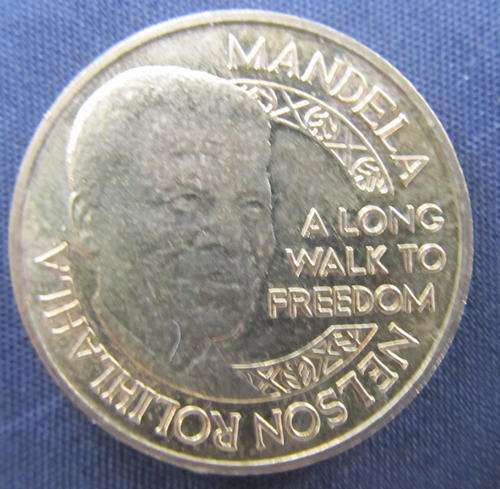 NELSON ROLIHLAHLA
MANDELA
A LONG
WALK TO
FREEDOM